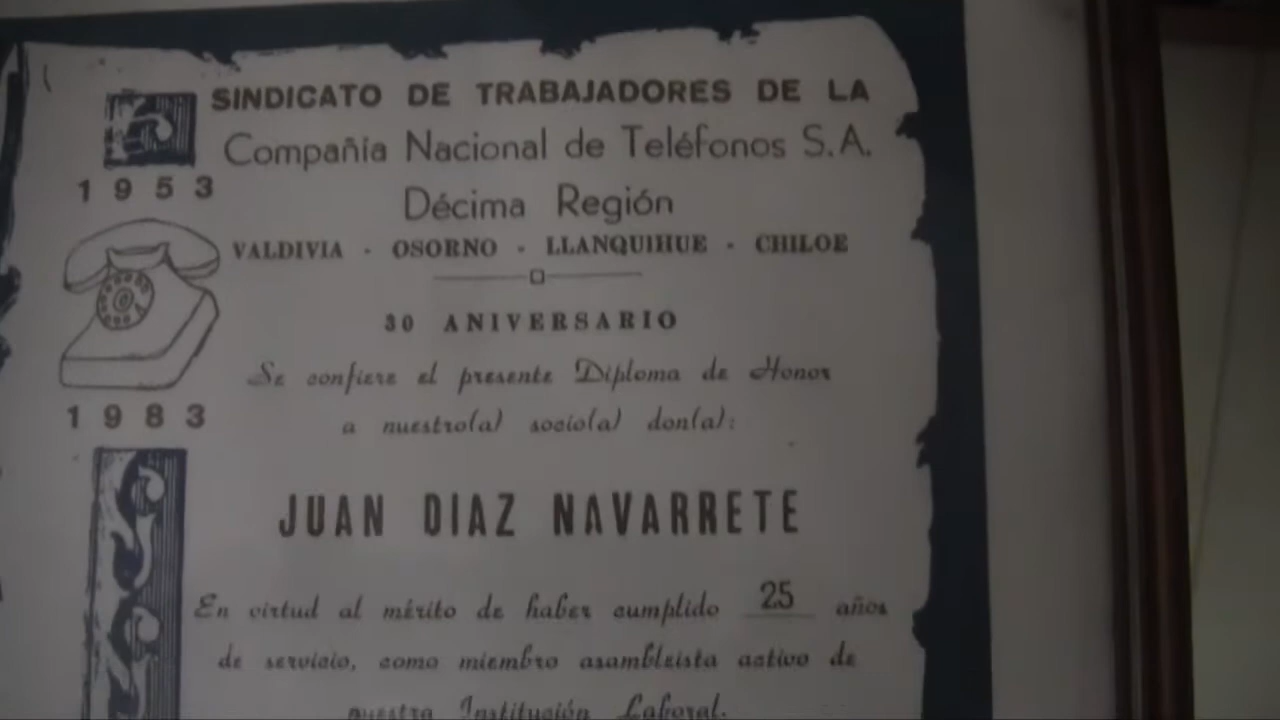 SINDICATO DE TRABAJADORES DE LA
Compañía Nacional de Teléfonos S.A.
1953
Décima Región
VALDIVIA - OSORNO - LLANQUIHUE - CHILOE
30 ANIVERSARIO
Se confiere el presente Diploma de Honor
1983
a nuestro(a) socio(a) don(a):
JUAN DIAZ NAVARRETE
En virtud al mérito de haber cumplido 25 años
de servicio, como miembro asambleista activo de
nuestra Institución Laboral.